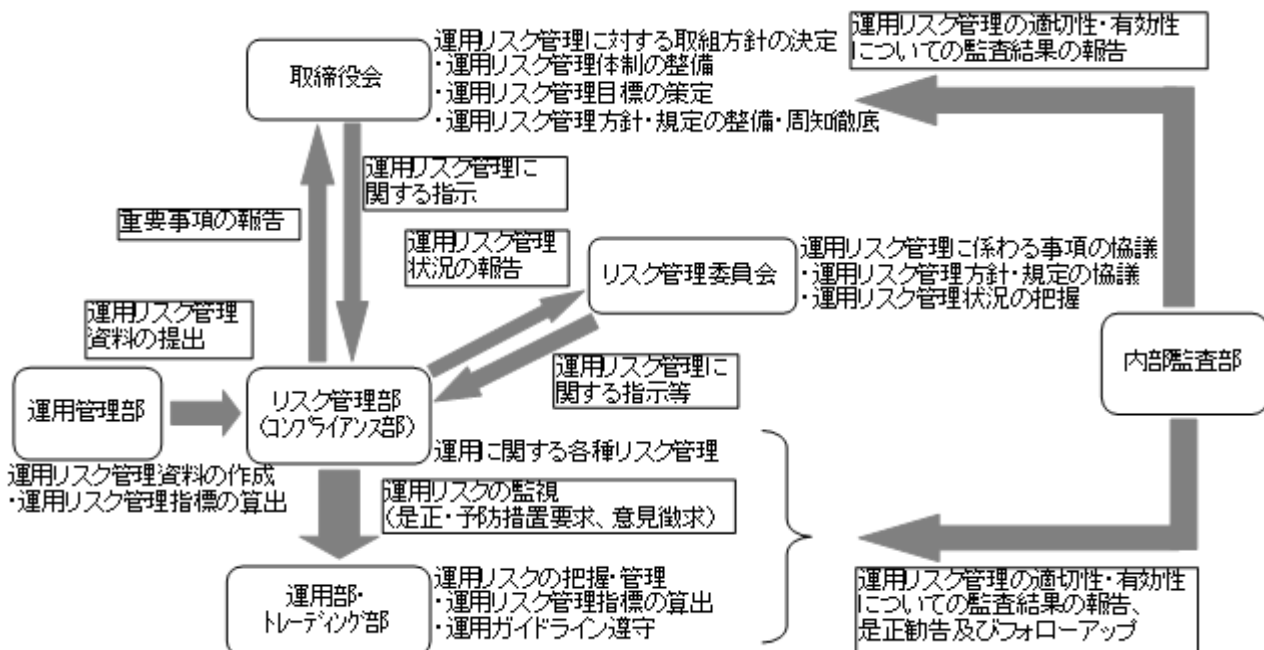 取締役会
運用リスク管理に対する取組方針の決定
・運用リスク管理体制の整備
・運用リスク管理目標の策定
・運用リスク管理方針・規定の整備・周知徹底
運用リスク管理の適切性・有効性
についての監査結果の報告
運用リスク管理に
関する指示
重要事項の報告
運用リスク管理
状況の報告
リスク管理委員会
運用リスク管理に係わる事項の協議
・運用リスク管理方針・規定の協議
・運用リスク管理状況の把握
運用リスク管理
資料の提出
内部監査部
運用リスク管理に
関する指示等
運用管理部
リスク管理部
(コンプライアンス部)
運用に関する各種リスク管理
運用リスク管理資料の作成
・運用リスク管理指標の算出
運用リスクの監視
(是正・予防措置要求、意見徴求)
運用部・
トレーディング部
運用リスクの把握・管理
・運用リスク管理指標の算出
・運用ガイドライン遵守
運用リスク管理の適切性・有効性
についての監査結果の報告、
是正勧告及びフォローアップ